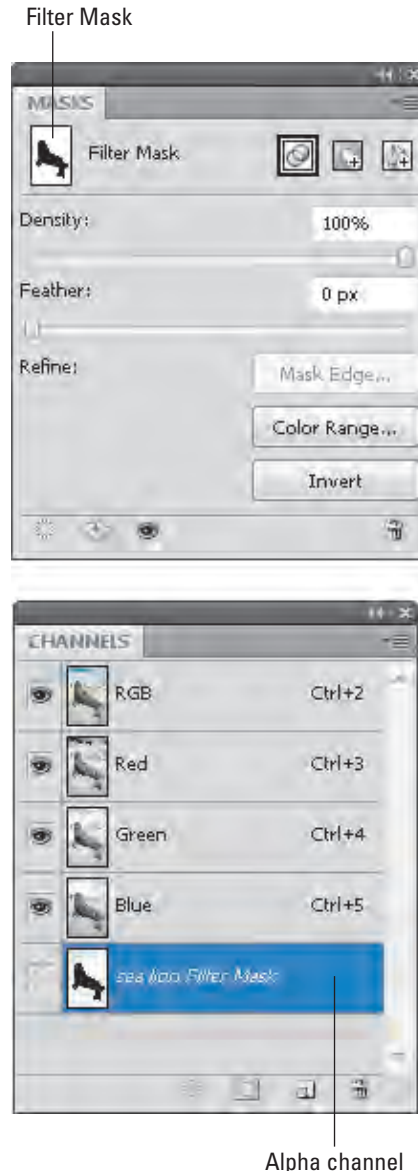 Filter Mask
MASKS
Filter Mask
Density: 100%
Feather: 0 px
Refine: Mask Edge...
Color Range...
Invert
CHANNELS
RGB Ctrl+2
Red Ctrl+3
Green Ctrl+4
Blue Ctrl+5
sea lion Filter Mask
Alpha channel